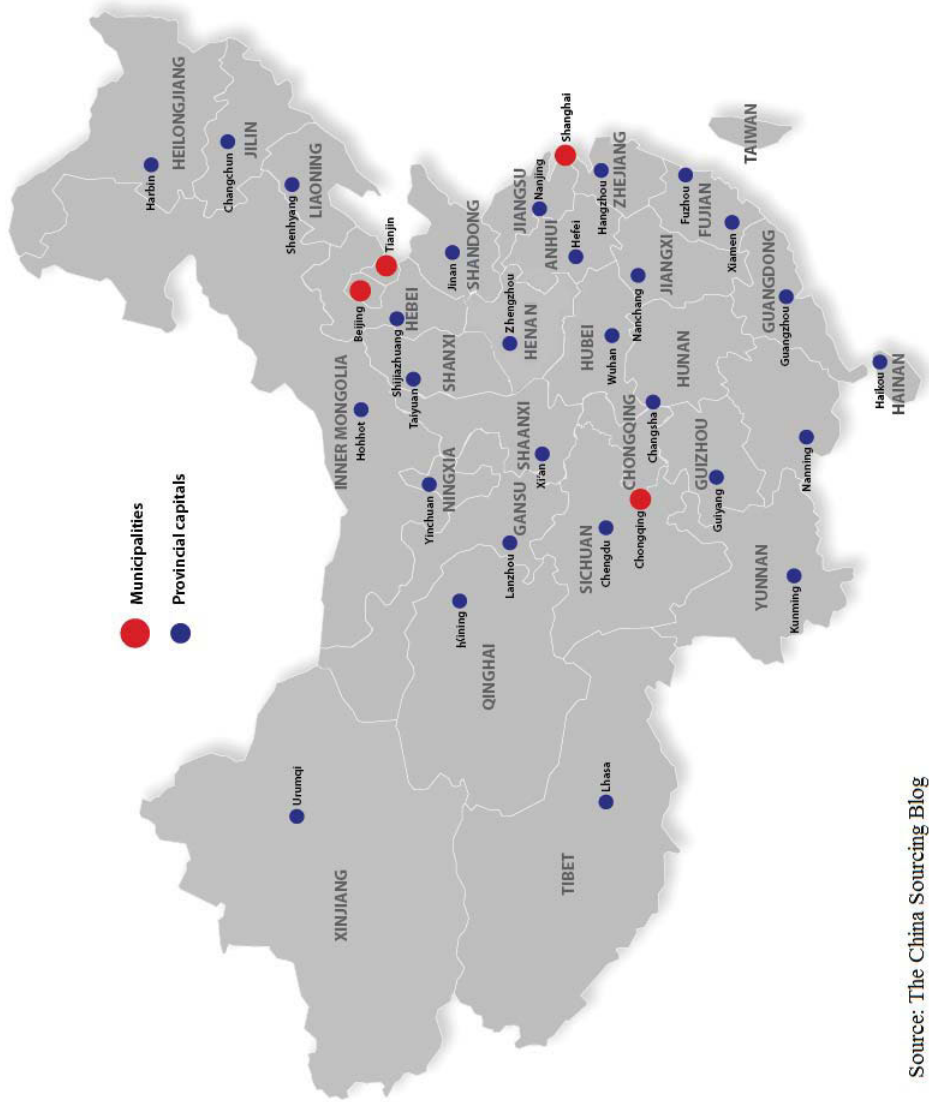 Municipalities
Provincial capitals
HEILONGJIANG
Harbin
JILIN
Changchun
LIAONING
Shenhyang
INNER MONGOLIA
Hohhot
Beijing
Tianjin
HEBEI
Shijiazhuang
SHANXI
Taiyuan
SHANDONG
Jinan
NINGXIA
Yinchuan
XINJIANG
Urumqi
QINGHAI
GANSU
Lanzhou
SHAANXI
Xi'an
HENAN
Zhengzhou
JIANGSU
Nanjing
ANHUI
Hefei
Shanghai
ZHEJIANG
Hangzhou
HUBEI
Wuhan
SICHUAN
Chengdu
CHONGQING
Chongqing
TIBET
Lhasa
HUNAN
Changsha
JIANGXI
Nanchang
FUJIAN
Fuzhou
Xiamen
TAIWAN
GUIZHOU
Guiyang
YUNNAN
Kunming
Nanning
GUANGDONG
Guangzhou
Haikou
HAINAN
Source: The China Sourcing Blog